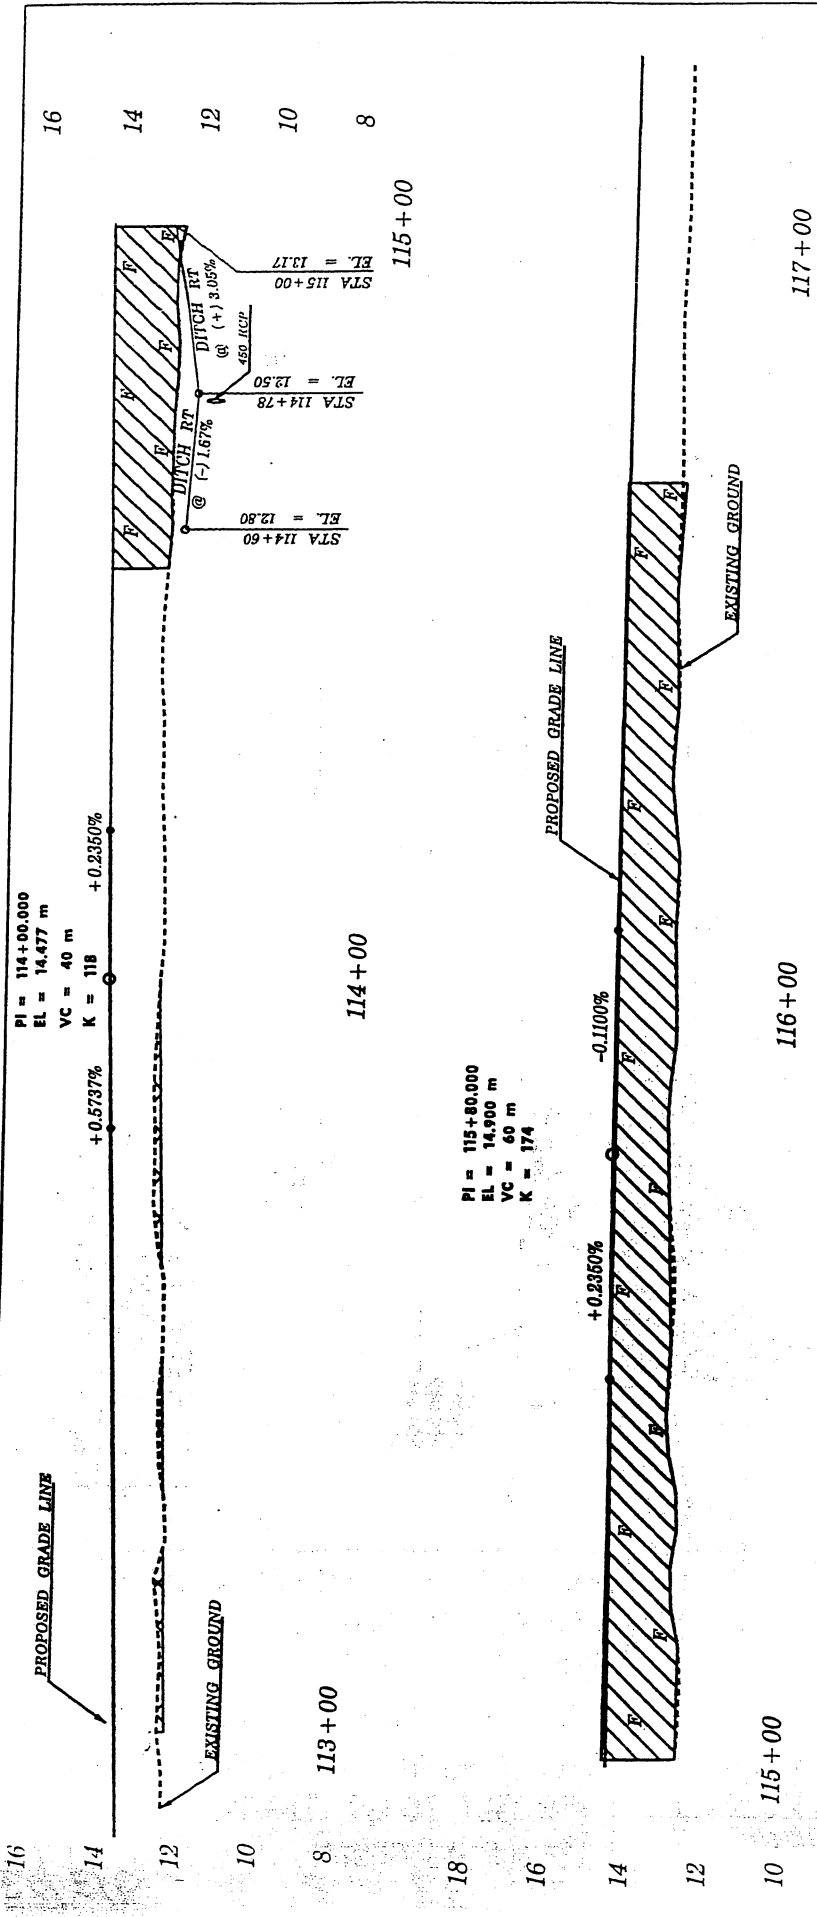 16
14
12
10
8
PI = 114+00.000
EL = 14.477 m
VC = 40 m
K = 118
+0.5737%
+0.2350%
PROPOSED GRADE LINE
EXISTING GROUND
F
F
F
F
F
F
DITCH RT
@ (-) 1.67%
DITCH RT
@ (+) 3.05%
450 RCP
STA 114+60
EL. = 12.80
STA 114+78
EL. = 12.50
STA 115+00
EL. = 13.17
16
14
12
10
8
113+00
114+00
115+00
18
16
14
12
10
PI = 115+80.000
EL = 14.900 m
VC = 60 m
K = 174
+0.2350%
-0.1100%
PROPOSED GRADE LINE
EXISTING GROUND
F
F
F
F
F
F
F
F
F
F
F
F
115+00
116+00
117+00